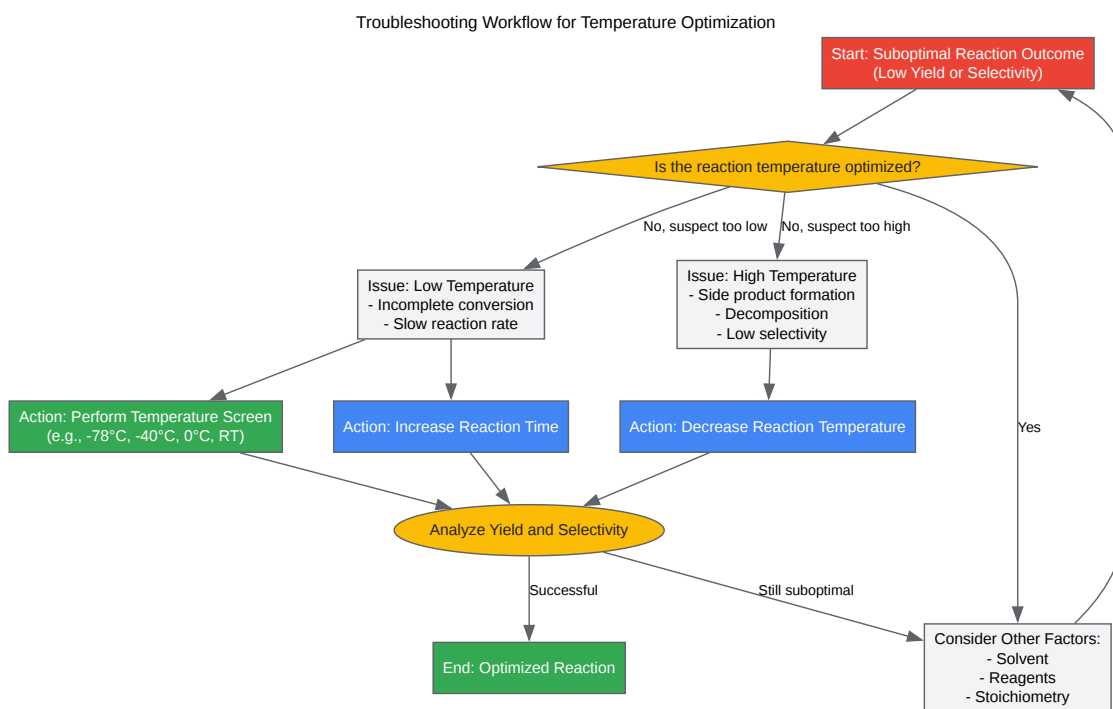 Troubleshooting Workflow for Temperature Optimization
Start: Suboptimal Reaction Outcome
(Low Yield or Selectivity)
Is the reaction temperature optimized?
No, suspect too low
No, suspect too high
Issue: Low Temperature
- Incomplete conversion
- Slow reaction rate
Issue: High Temperature
- Side product formation
- Decomposition
- Low selectivity
Action: Perform Temperature Screen
(e.g., -78°C, -40°C, 0°C, RT)
Action: Increase Reaction Time
Action: Decrease Reaction Temperature
Yes
Analyze Yield and Selectivity
Successful
Still suboptimal
End: Optimized Reaction
Consider Other Factors:
- Solvent
- Reagents
- Stoichiometry